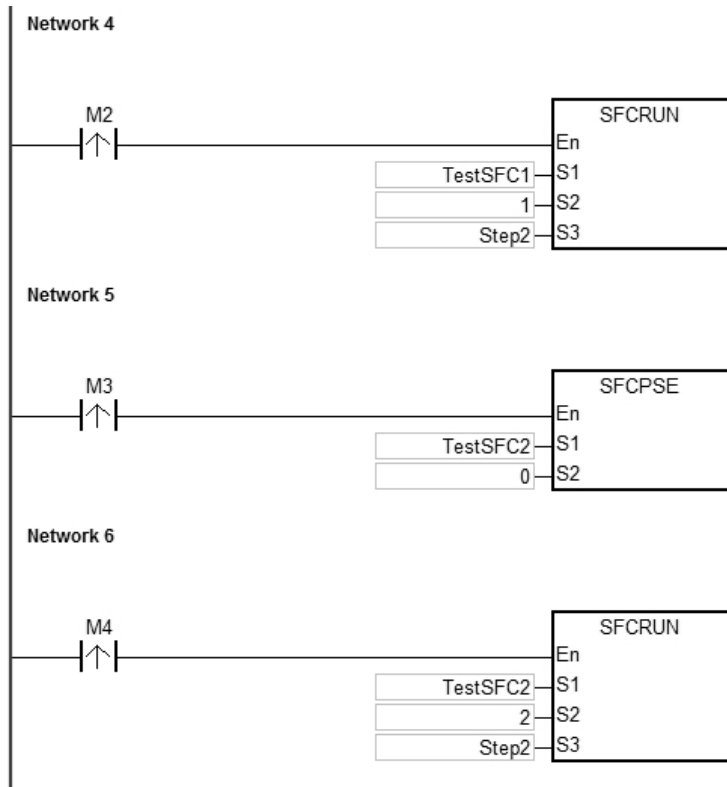 Network 4
M2
SFCRUN
En
TestSFC1 S1
1 S2
Step2 S3
Network 5
M3
SFCPSE
En
TestSFC2 S1
0 S2
Network 6
M4
SFCRUN
En
TestSFC2 S1
2 S2
Step2 S3